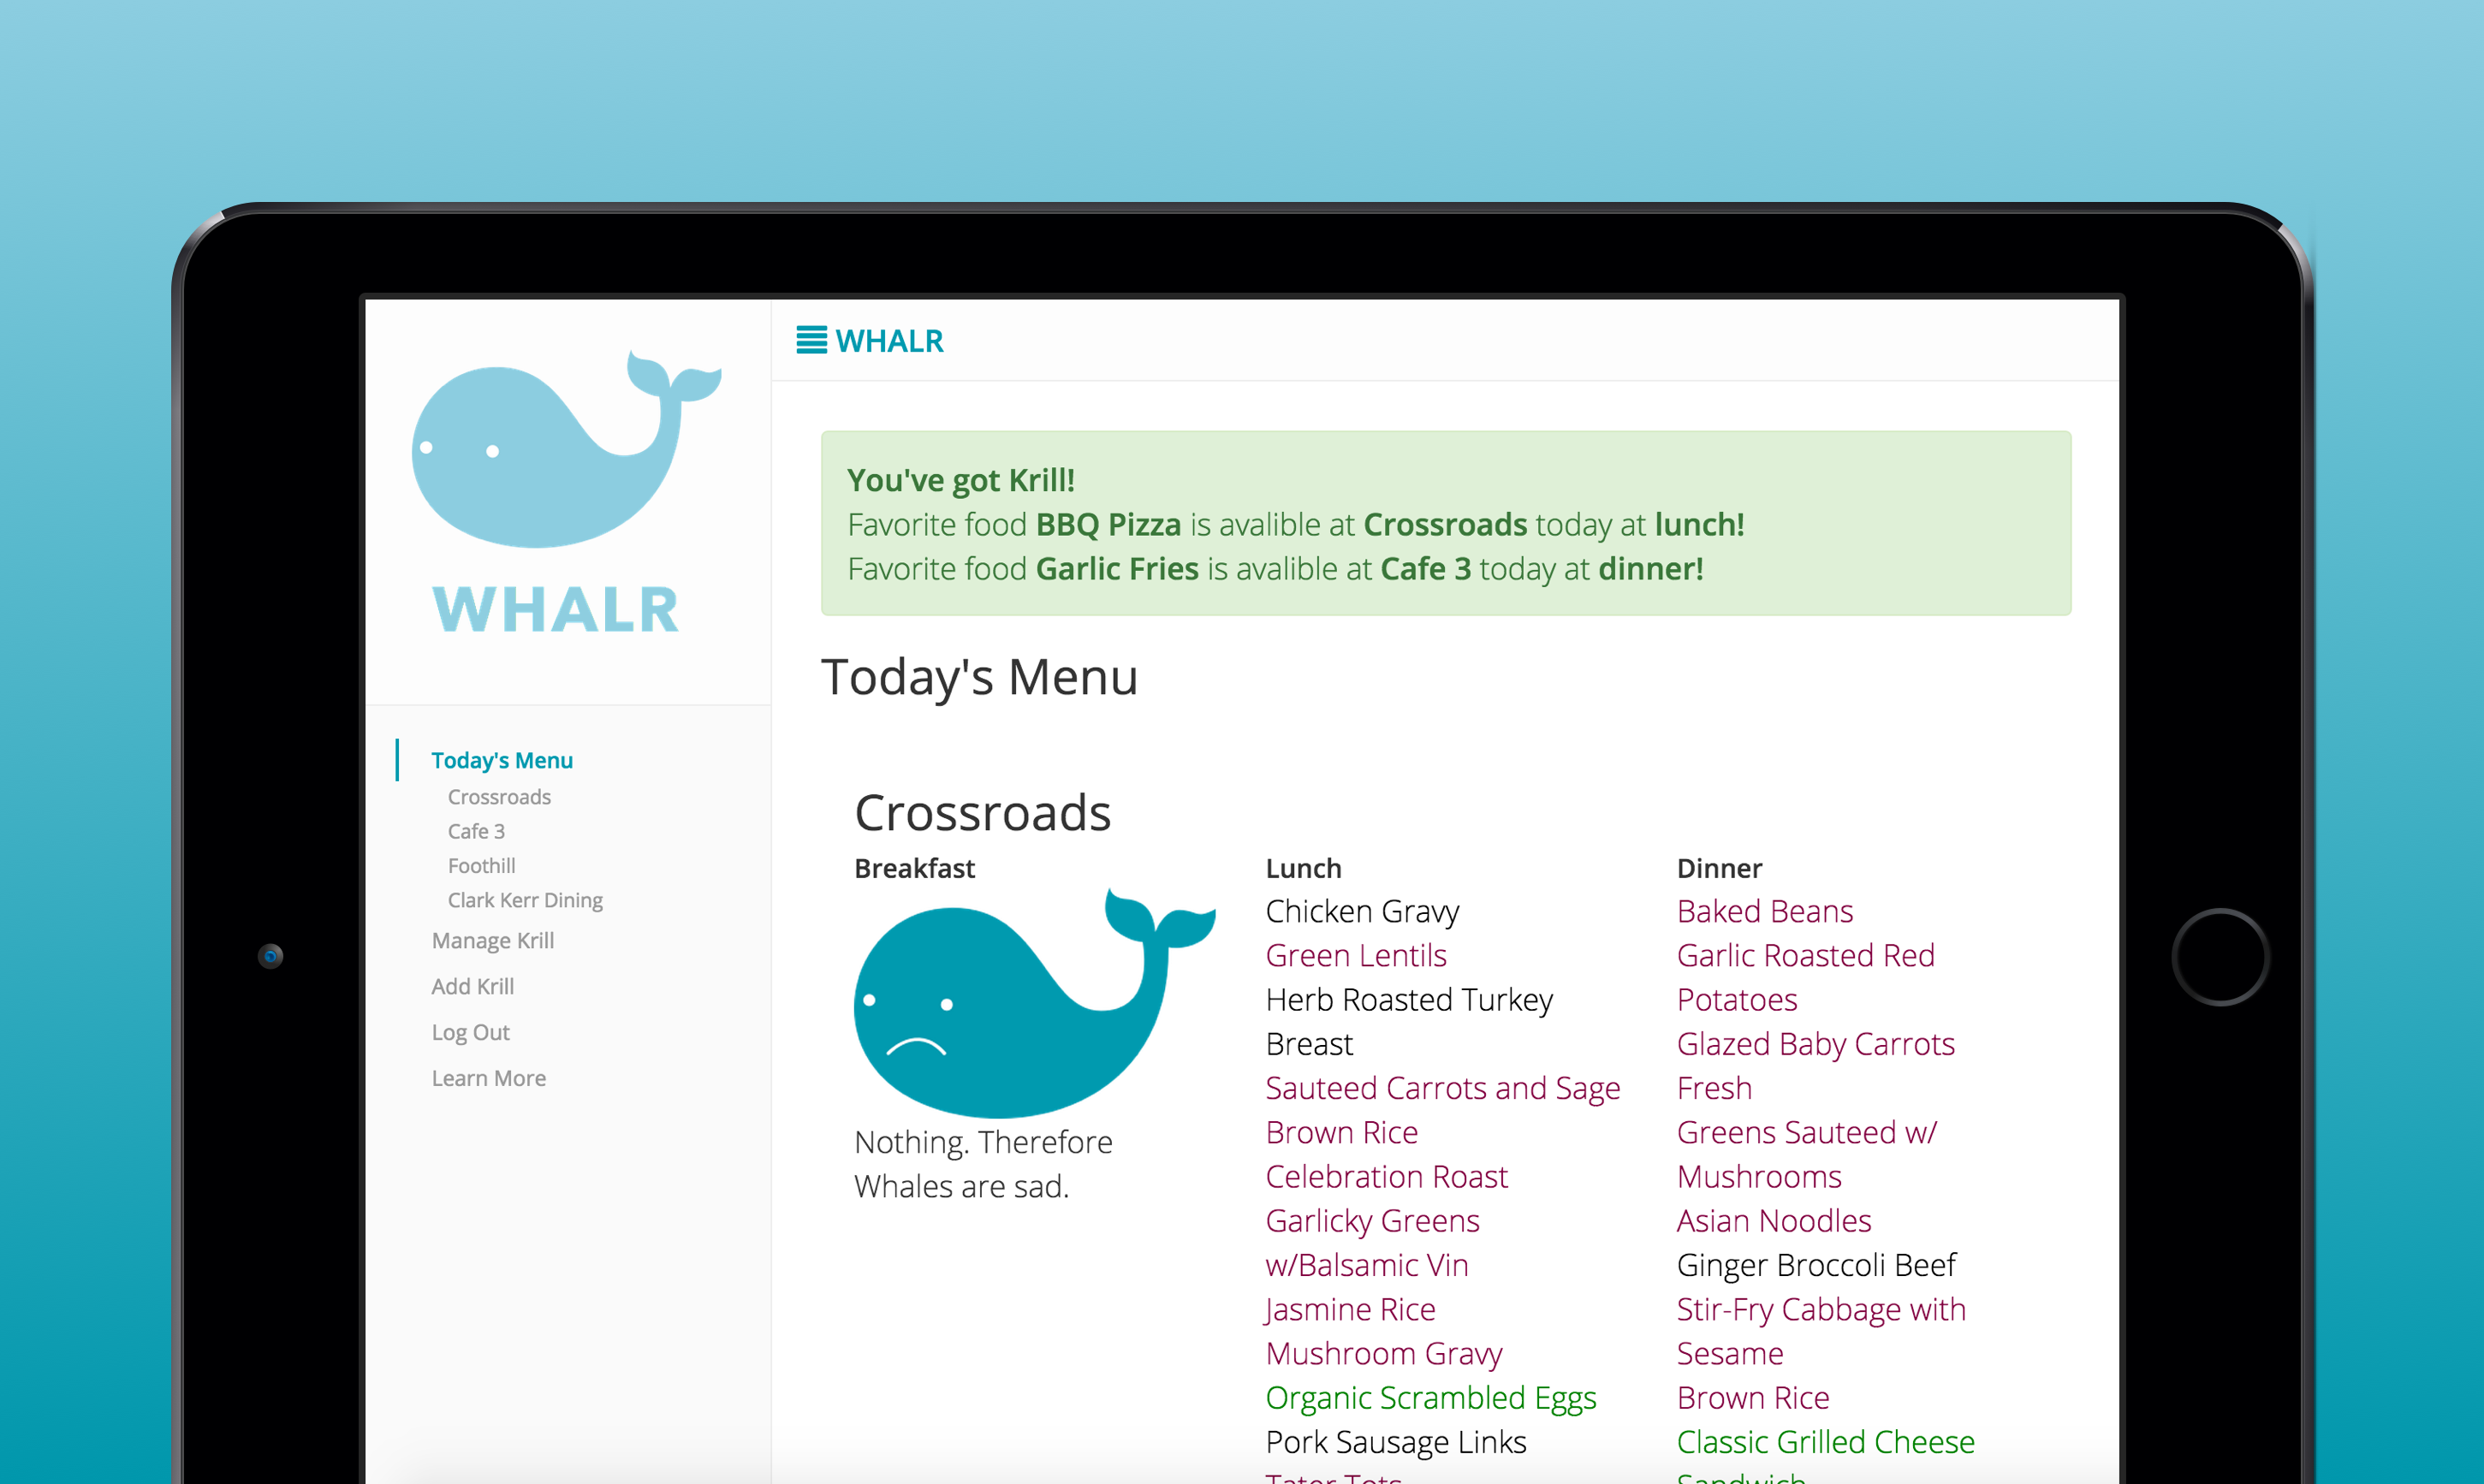 WHALR
WHALR
You've got Krill!
Favorite food BBQ Pizza is avalible at Crossroads today at lunch!
Favorite food Garlic Fries is avalible at Cafe 3 today at dinner!
Today's Menu
Today's Menu
Crossroads
Cafe 3
Foothill
Clark Kerr Dining
Manage Krill
Add Krill
Log Out
Learn More
Crossroads
Breakfast
Nothing. Therefore
Whales are sad.
Lunch
Chicken Gravy
Green Lentils
Herb Roasted Turkey
Breast
Sauteed Carrots and Sage
Brown Rice
Celebration Roast
Garlicky Greens
w/Balsamic Vin
Jasmine Rice
Mushroom Gravy
Organic Scrambled Eggs
Pork Sausage Links
Tater Tots
Dinner
Baked Beans
Garlic Roasted Red
Potatoes
Glazed Baby Carrots
Fresh
Greens Sauteed w/
Mushrooms
Asian Noodles
Ginger Broccoli Beef
Stir-Fry Cabbage with
Sesame
Brown Rice
Classic Grilled Cheese
Sandwich